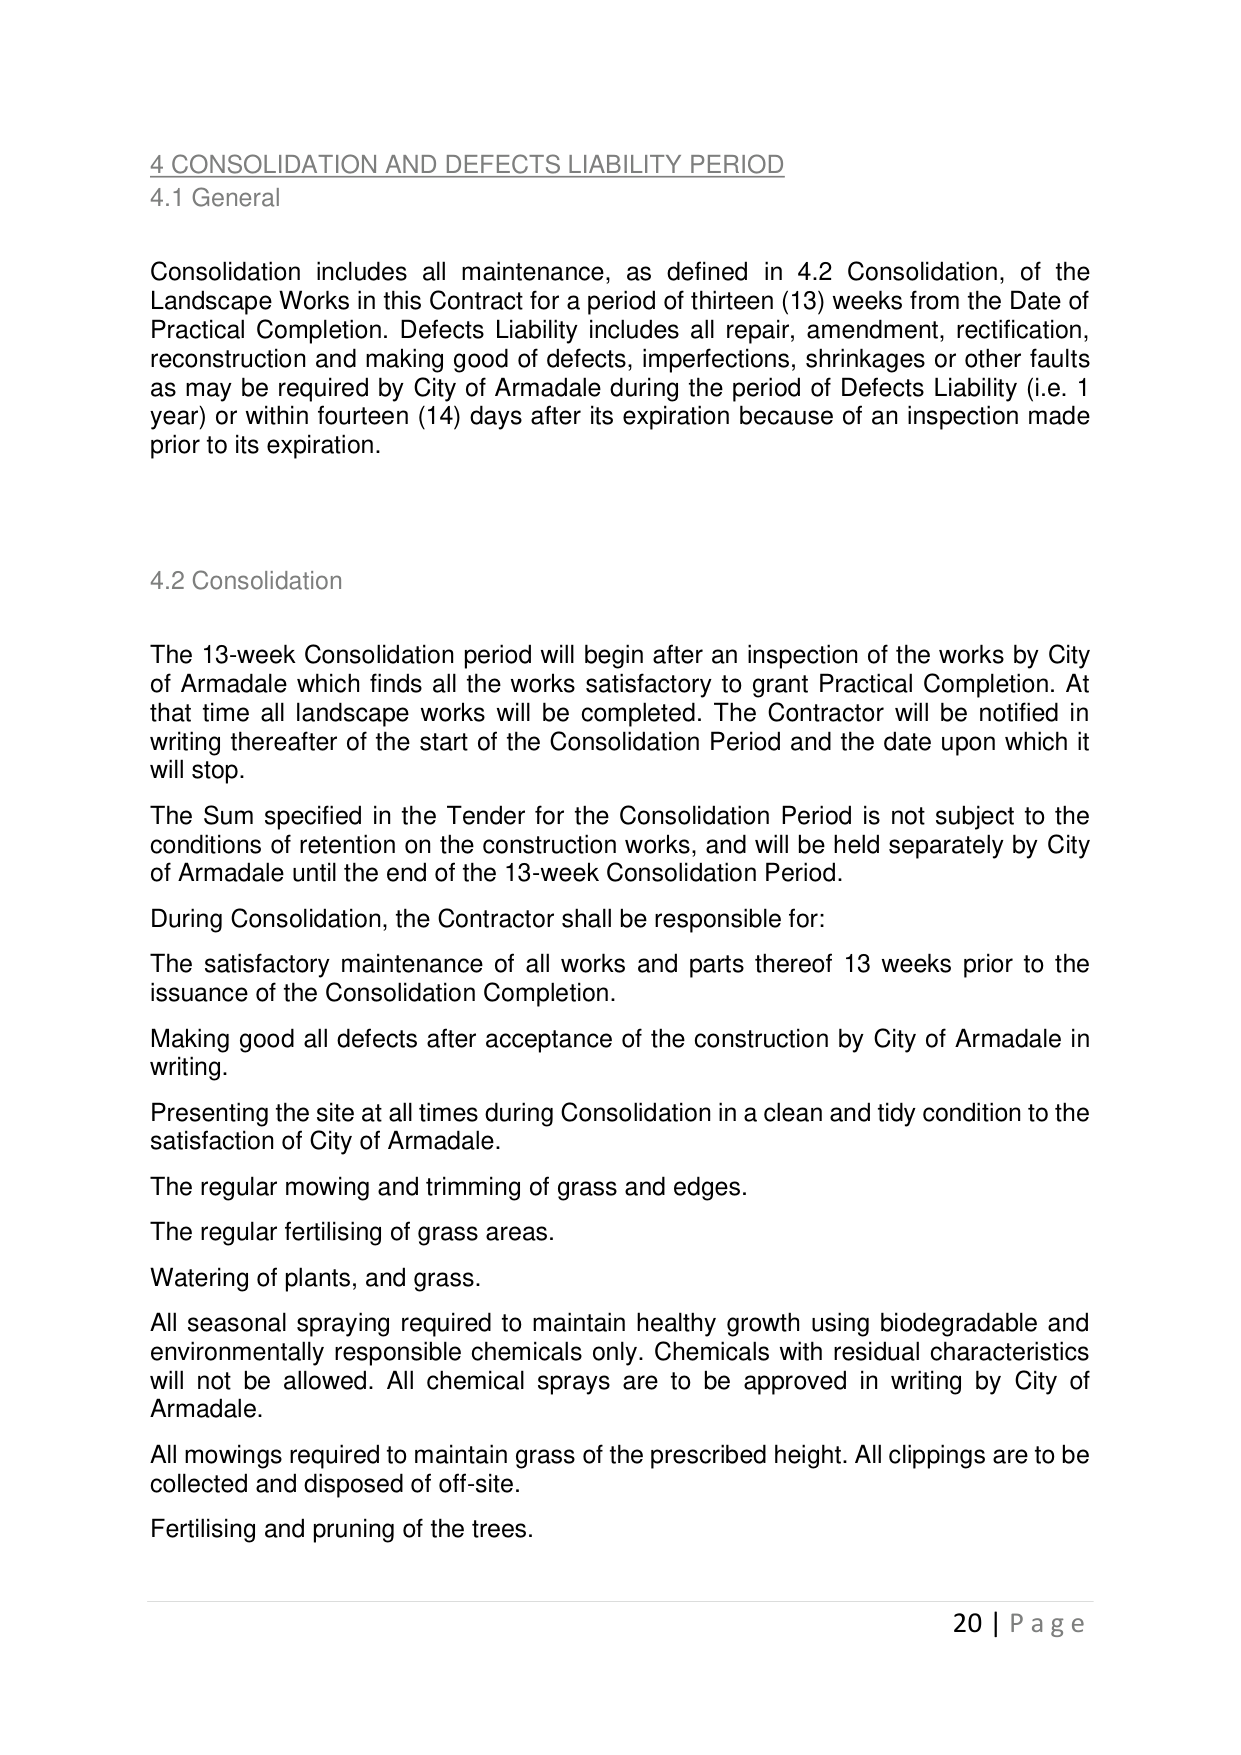 4 CONSOLIDATION AND DEFECTS LIABILITY PERIOD
4.1 General
Consolidation includes all maintenance, as defined in 4.2 Consolidation, of the
Landscape Works in this Contract for a period of thirteen (13) weeks from the Date of
Practical Completion. Defects Liability includes all repair, amendment, rectification,
reconstruction and making good of defects, imperfections, shrinkages or other faults
as may be required by City of Armadale during the period of Defects Liability (i.e. 1
year) or within fourteen (14) days after its expiration because of an inspection made
prior to its expiration.
4.2 Consolidation
The 13-week Consolidation period will begin after an inspection of the works by City
of Armadale which finds all the works satisfactory to grant Practical Completion. At
that time all landscape works will be completed. The Contractor will be notified in
writing thereafter of the start of the Consolidation Period and the date upon which it
will stop.
The Sum specified in the Tender for the Consolidation Period is not subject to the
conditions of retention on the construction works, and will be held separately by City
of Armadale until the end of the 13-week Consolidation Period.
During Consolidation, the Contractor shall be responsible for:
The satisfactory maintenance of all works and parts thereof 13 weeks prior to the
issuance of the Consolidation Completion.
Making good all defects after acceptance of the construction by City of Armadale in
writing.
Presenting the site at all times during Consolidation in a clean and tidy condition to the
satisfaction of City of Armadale.
The regular mowing and trimming of grass and edges.
The regular fertilising of grass areas.
Watering of plants, and grass.
All seasonal spraying required to maintain healthy growth using biodegradable and
environmentally responsible chemicals only. Chemicals with residual characteristics
will not be allowed. All chemical sprays are to be approved in writing by City of
Armadale.
All mowings required to maintain grass of the prescribed height. All clippings are to be
collected and disposed of off-site.
Fertilising and pruning of the trees.
20 | Page